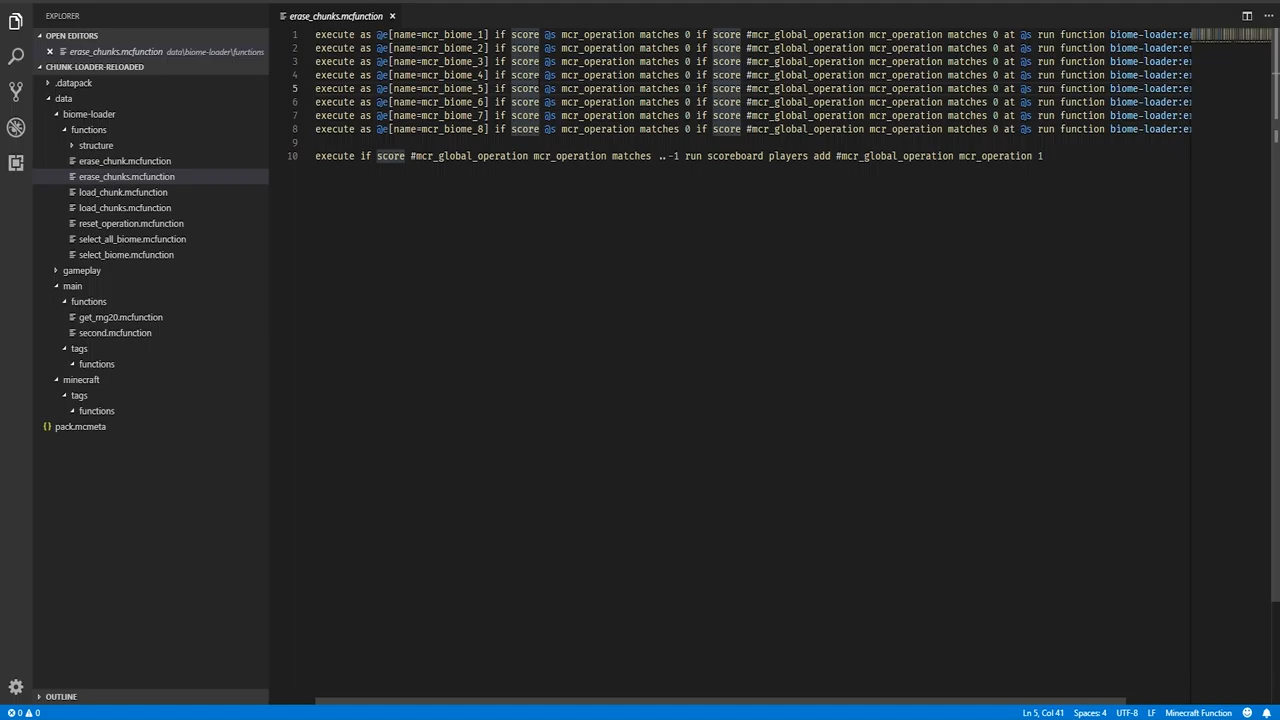 EXPLORER
OPEN EDITORS
erase_chunks.mcfunction data\biome-loader\functions
CHUNK-LOADER-RELOADED
.datapack
data
biome-loader
functions
structure
erase_chunk.mcfunction
erase_chunks.mcfunction
load_chunk.mcfunction
load_chunks.mcfunction
reset_operation.mcfunction
select_all_biome.mcfunction
select_biome.mcfunction
gameplay
main
functions
get_rng20.mcfunction
second.mcfunction
tags
functions
minecraft
tags
functions
{} pack.mcmeta
OUTLINE
erase_chunks.mcfunction
1 execute as @e[name=mcr_biome_1] if score @s mcr_operation matches 0 if score #mcr_global_operation mcr_operation matches 0 at @s run function biome-loader:er
2 execute as @e[name=mcr_biome_2] if score @s mcr_operation matches 0 if score #mcr_global_operation mcr_operation matches 0 at @s run function biome-loader:er
3 execute as @e[name=mcr_biome_3] if score @s mcr_operation matches 0 if score #mcr_global_operation mcr_operation matches 0 at @s run function biome-loader:er
4 execute as @e[name=mcr_biome_4] if score @s mcr_operation matches 0 if score #mcr_global_operation mcr_operation matches 0 at @s run function biome-loader:er
5 execute as @e[name=mcr_biome_5] if score @s mcr_operation matches 0 if score #mcr_global_operation mcr_operation matches 0 at @s run function biome-loader:er
6 execute as @e[name=mcr_biome_6] if score @s mcr_operation matches 0 if score #mcr_global_operation mcr_operation matches 0 at @s run function biome-loader:er
7 execute as @e[name=mcr_biome_7] if score @s mcr_operation matches 0 if score #mcr_global_operation mcr_operation matches 0 at @s run function biome-loader:er
8 execute as @e[name=mcr_biome_8] if score @s mcr_operation matches 0 if score #mcr_global_operation mcr_operation matches 0 at @s run function biome-loader:er
9
10 execute if score #mcr_global_operation mcr_operation matches ..-1 run scoreboard players add #mcr_global_operation mcr_operation 1
0 0 Ln 5, Col 41 Spaces: 4 UTF-8 LF Minecraft Function